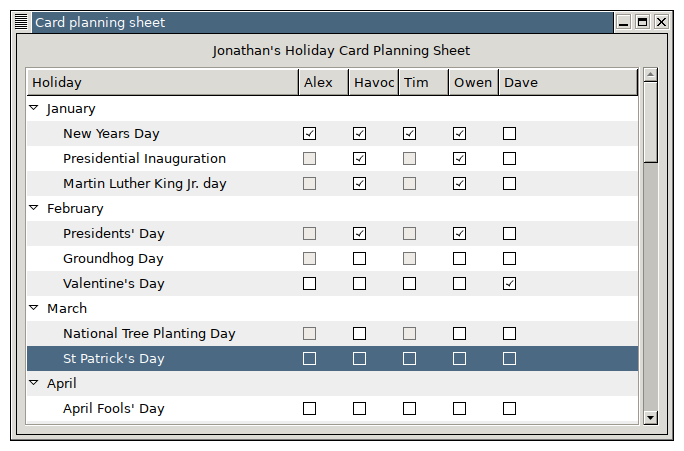 Card planning sheet
Jonathan's Holiday Card Planning Sheet
Holiday Alex Havoc Tim Owen Dave
January
New Years Day
Presidential Inauguration
Martin Luther King Jr. day
February
Presidents' Day
Groundhog Day
Valentine's Day
March
National Tree Planting Day
St Patrick's Day
April
April Fools' Day